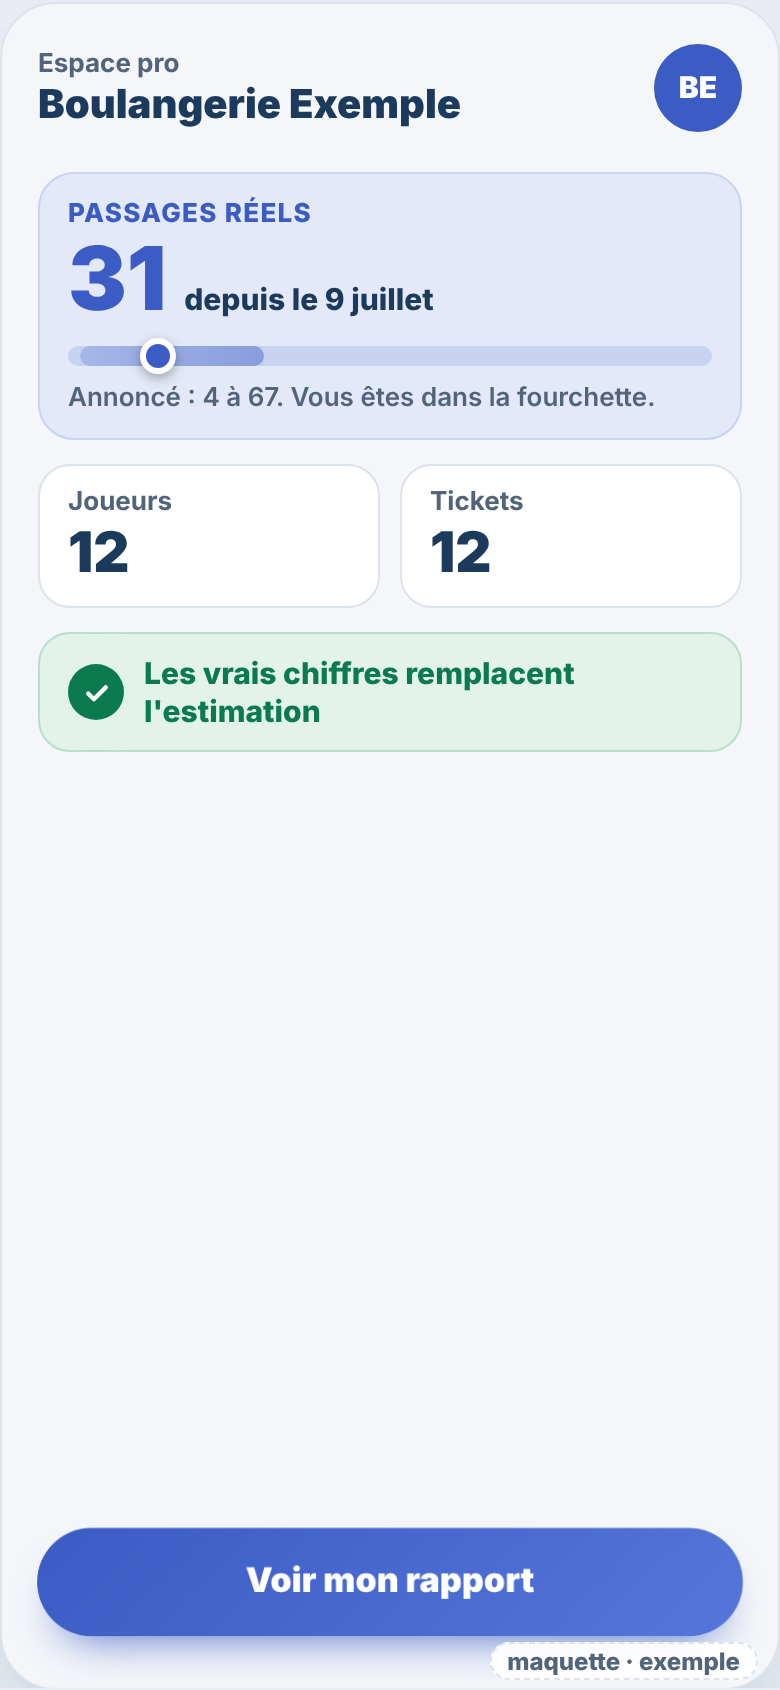 Espace pro
Boulangerie Exemple
BE
PASSAGES RÉELS
31 depuis le 9 juillet
Annoncé : 4 à 67. Vous êtes dans la fourchette.
Joueurs
12
Tickets
12
Les vrais chiffres remplacent
l'estimation
Voir mon rapport
maquette · exemple